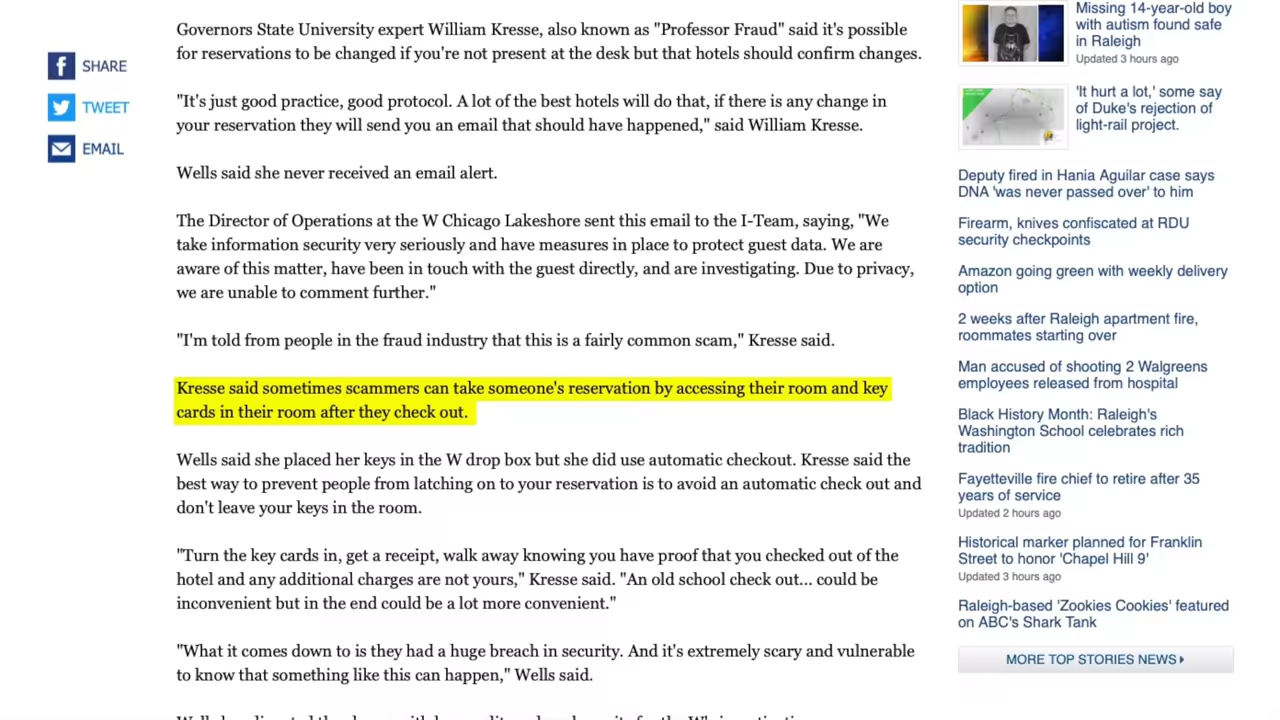 Governors State University expert William Kresse, also known as "Professor Fraud" said it's possible
for reservations to be changed if you're not present at the desk but that hotels should confirm changes.
f SHARE
TWEET
EMAIL
"It's just good practice, good protocol. A lot of the best hotels will do that, if there is any change in
your reservation they will send you an email that should have happened," said William Kresse.
Wells said she never received an email alert.
The Director of Operations at the W Chicago Lakeshore sent this email to the I-Team, saying, "We
take information security very seriously and have measures in place to protect guest data. We are
aware of this matter, have been in touch with the guest directly, and are investigating. Due to privacy,
we are unable to comment further."
"I'm told from people in the fraud industry that this is a fairly common scam," Kresse said.
Kresse said sometimes scammers can take someone's reservation by accessing their room and key
cards in their room after they check out.
Wells said she placed her keys in the W drop box but she did use automatic checkout. Kresse said the
best way to prevent people from latching on to your reservation is to avoid an automatic check out and
don't leave your keys in the room.
"Turn the key cards in, get a receipt, walk away knowing you have proof that you checked out of the
hotel and any additional charges are not yours," Kresse said. "An old school check out... could be
inconvenient but in the end could be a lot more convenient."
"What it comes down to is they had a huge breach in security. And it's extremely scary and vulnerable
to know that something like this can happen," Wells said.
Missing 14-year-old boy
with autism found safe
in Raleigh
Updated 3 hours ago
'It hurt a lot,' some say
of Duke's rejection of
light-rail project.
Deputy fired in Hania Aguilar case says
DNA 'was never passed over' to him
Firearm, knives confiscated at RDU
security checkpoints
Amazon going green with weekly delivery
option
2 weeks after Raleigh apartment fire,
roommates starting over
Man accused of shooting 2 Walgreens
employees released from hospital
Black History Month: Raleigh's
Washington School celebrates rich
tradition
Fayetteville fire chief to retire after 35
years of service
Updated 2 hours ago
Historical marker planned for Franklin
Street to honor 'Chapel Hill 9'
Updated 3 hours ago
Raleigh-based 'Zookies Cookies' featured
on ABC's Shark Tank
MORE TOP STORIES NEWS